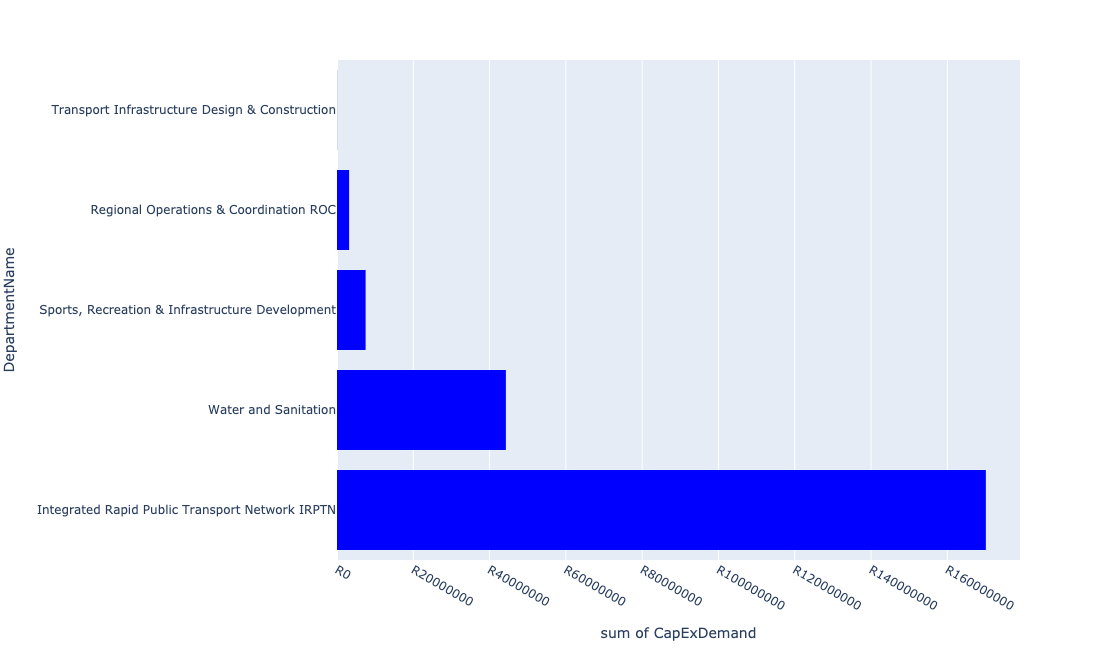 DepartmentName
Transport Infrastructure Design & Construction
Regional Operations & Coordination ROC
Sports, Recreation & Infrastructure Development
Water and Sanitation
Integrated Rapid Public Transport Network IRPTN
R0
R20000000
R40000000
R60000000
R80000000
R100000000
R120000000
R140000000
R160000000
sum of CapExDemand